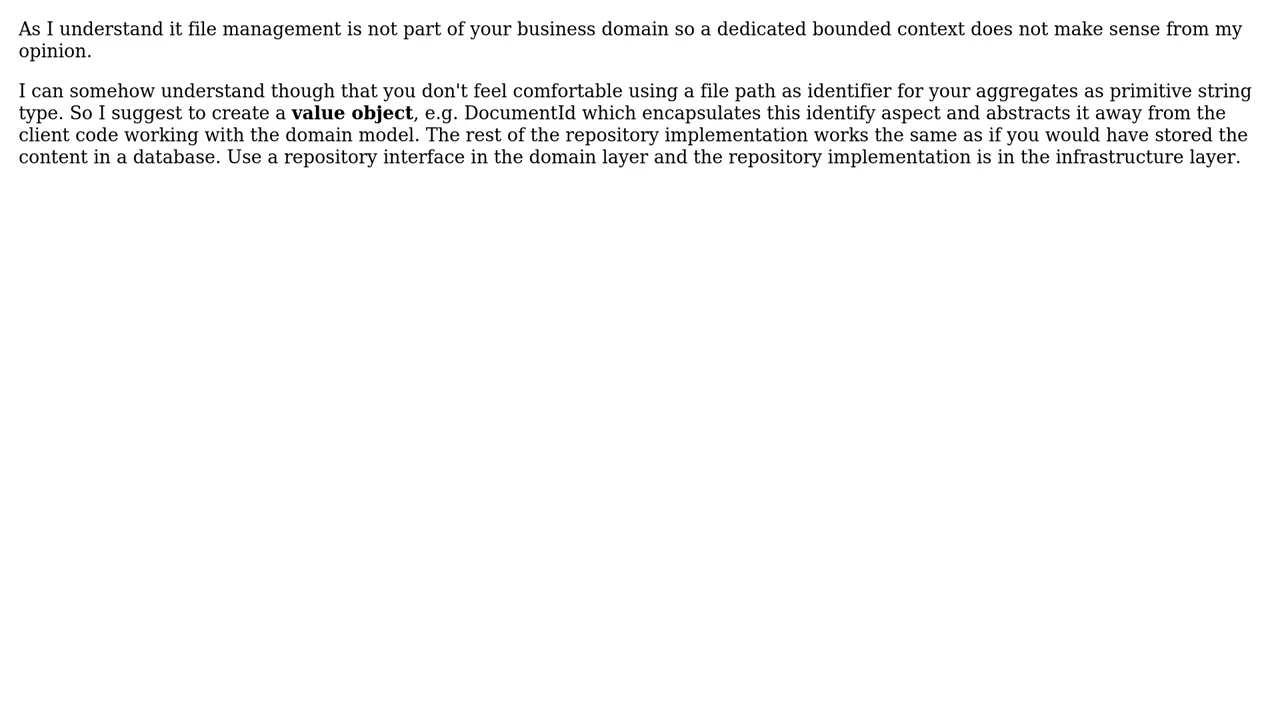 As I understand it file management is not part of your business domain so a dedicated bounded context does not make sense from my
opinion.
I can somehow understand though that you don't feel comfortable using a file path as identifier for your aggregates as primitive string
type. So I suggest to create a value object, e.g. DocumentId which encapsulates this identify aspect and abstracts it away from the
client code working with the domain model. The rest of the repository implementation works the same as if you would have stored the
content in a database. Use a repository interface in the domain layer and the repository implementation is in the infrastructure layer.